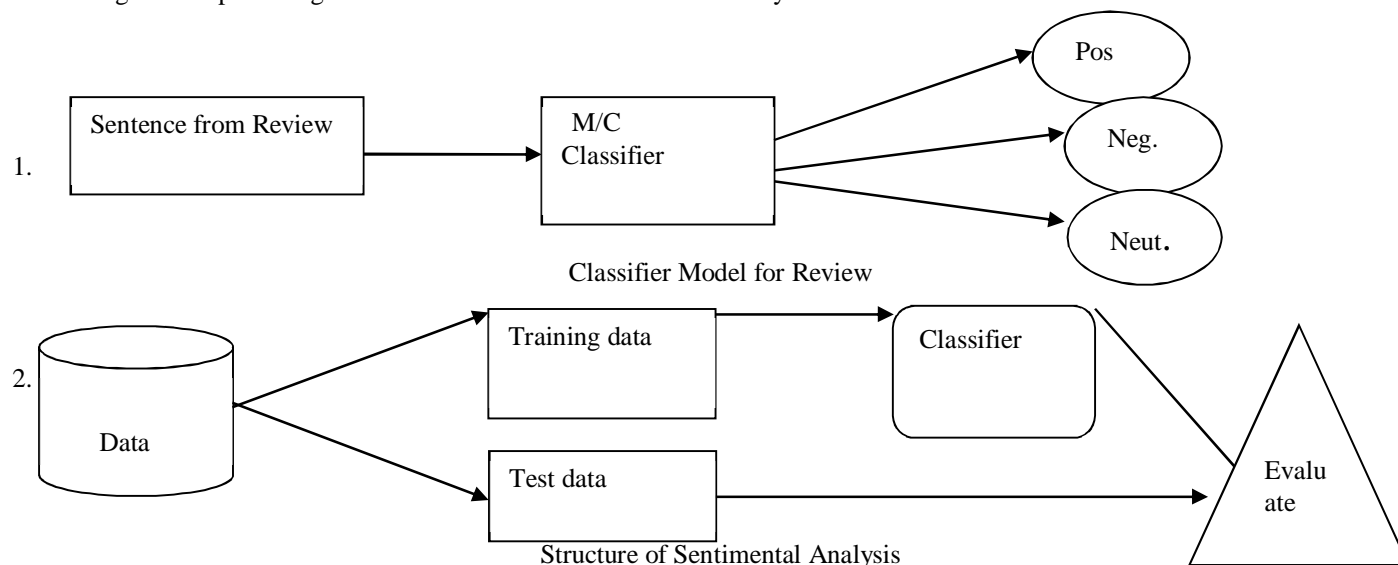 1.
Sentence from Review
M/C
Classifier
Pos
Neg.
Neut.
Classifier Model for Review
2.
Data
Training data
Classifier
Test data
Evalu
ate
Structure of Sentimental Analysis